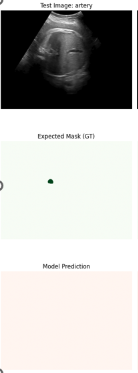 Test Image: artery
Expected Mask (GT)
Model Prediction